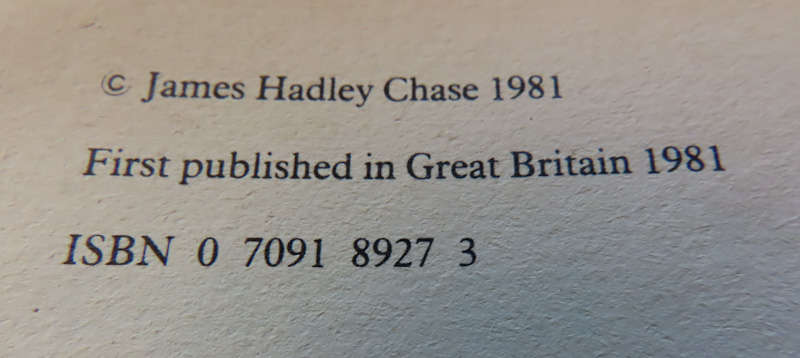 © James Hadley Chase 1981
First published in Great Britain 1981
ISBN 0 7091 8927 3